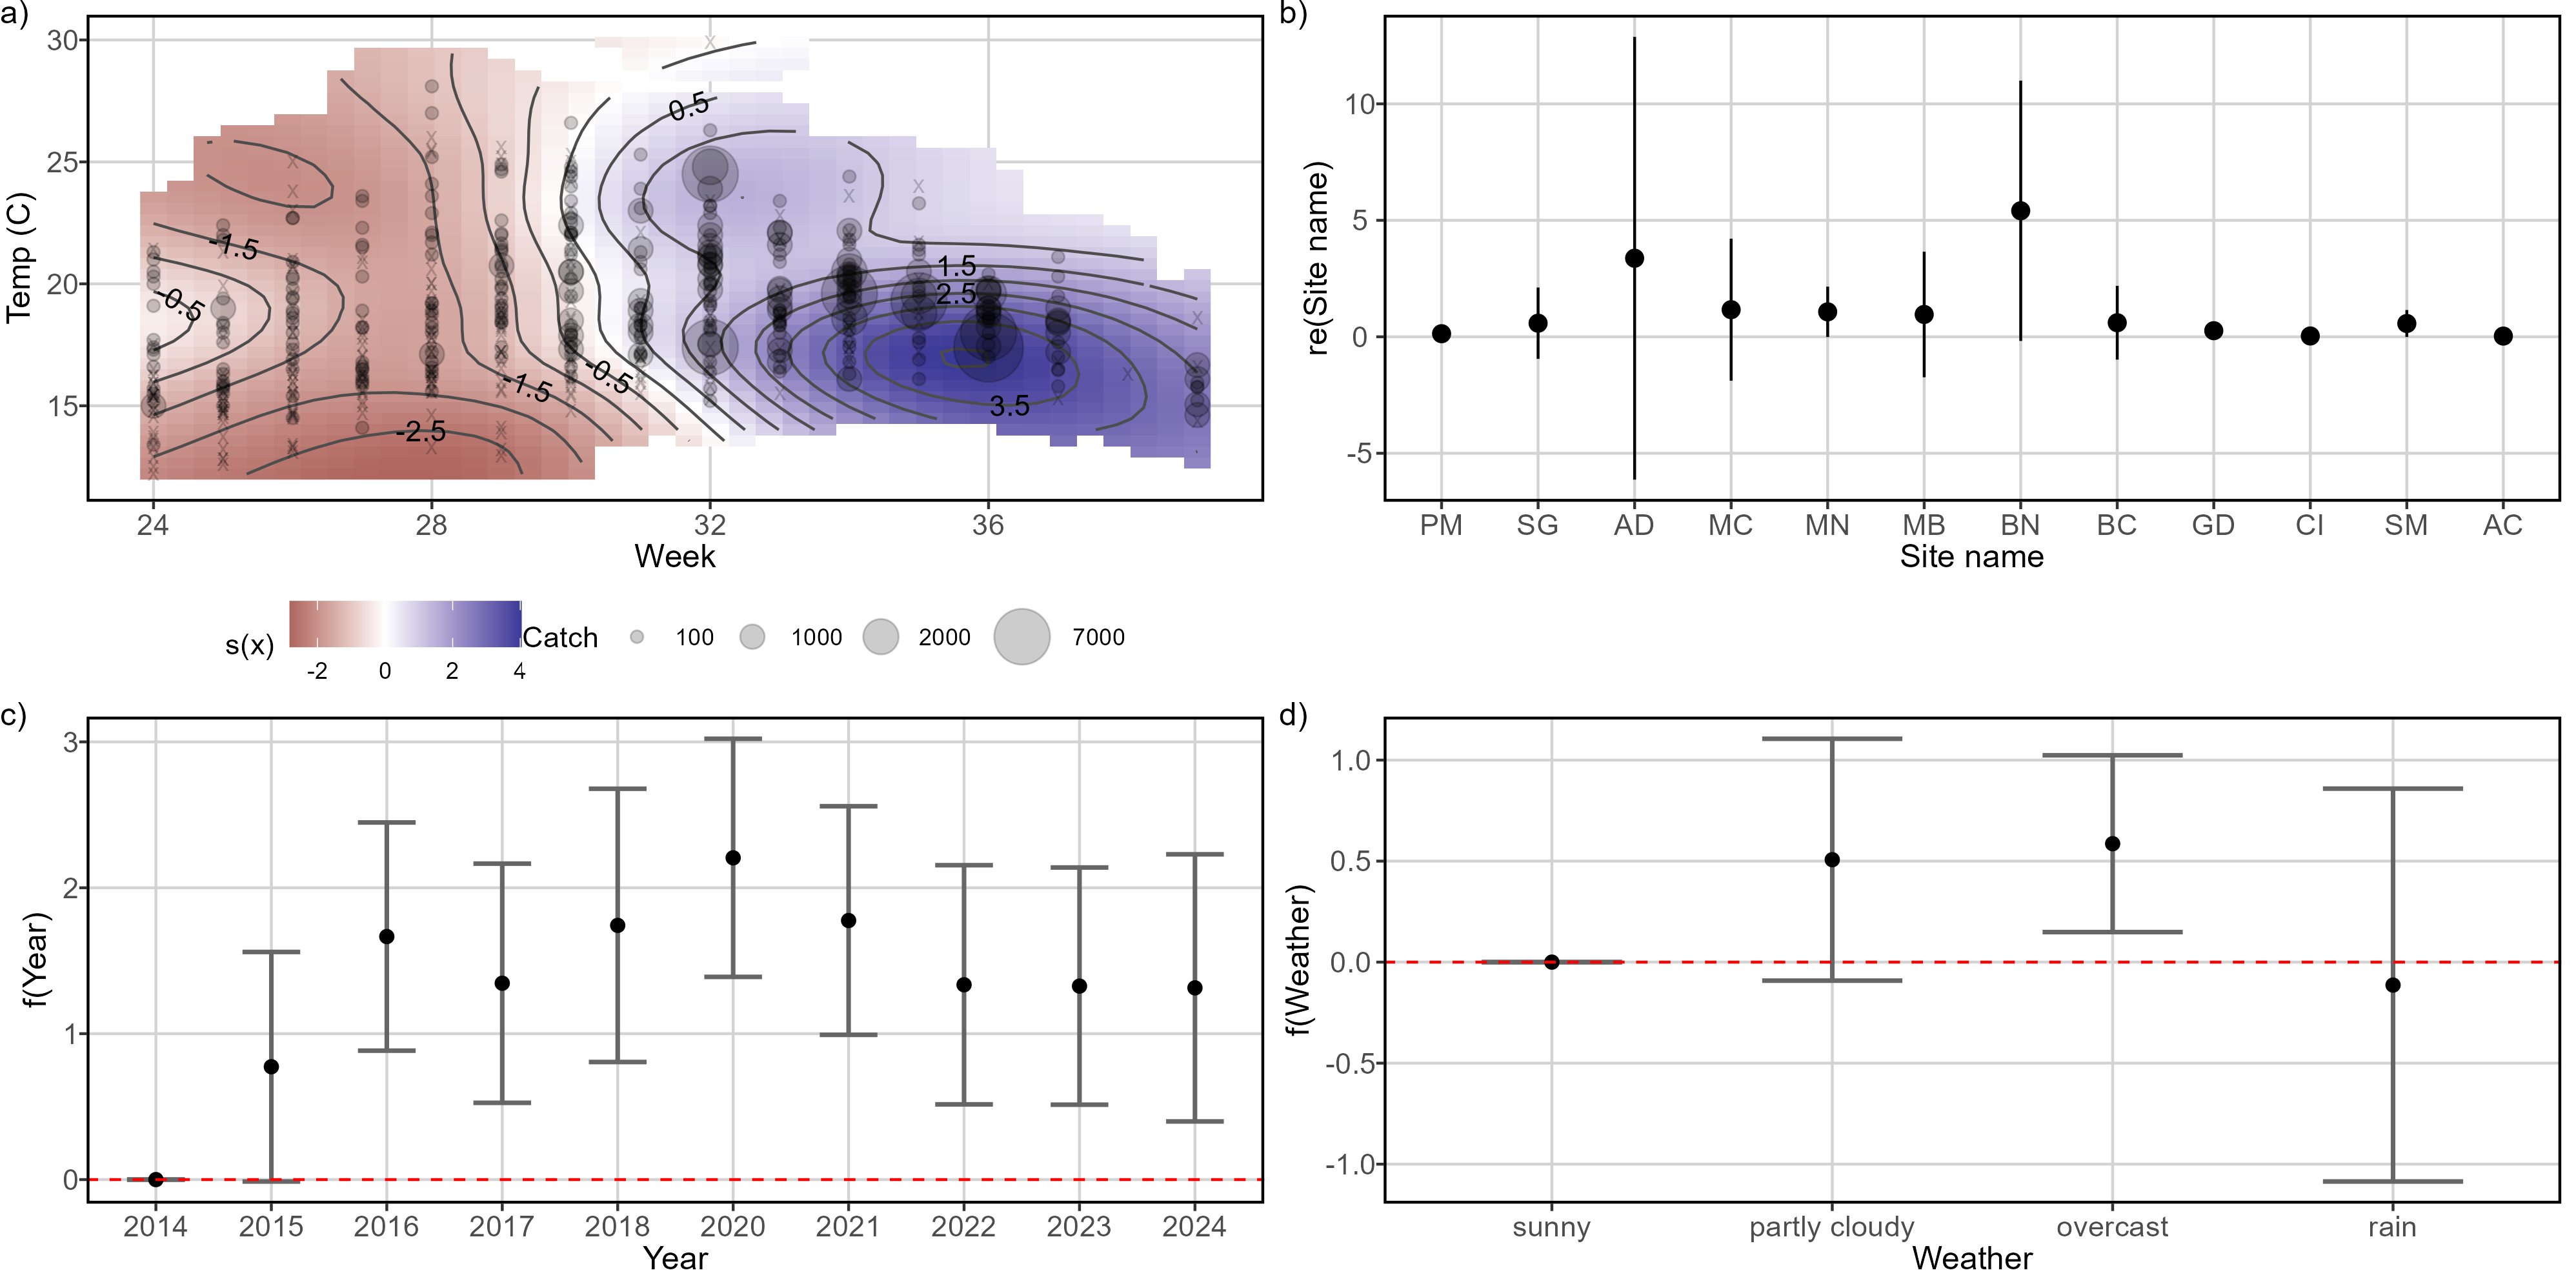 a)
30
25
20
15
Temp (C)
0.5
-1.5
-0.5
-1.5
-0.5
-2.5
1.5
2.5
3.5
24 28 32 36
Week
s(x)
-2 0 2 4
Catch 100 1000 2000 7000
b)
10
5
0
-5
re(Site name)
PM SG AD MC MN MB BN BC GD CI SM AC
Site name
c)
3
2
1
0
f(Year)
2014 2015 2016 2017 2018 2020 2021 2022 2023 2024
Year
d)
1.0
0.5
0.0
-0.5
-1.0
f(Weather)
sunny partly cloudy overcast rain
Weather